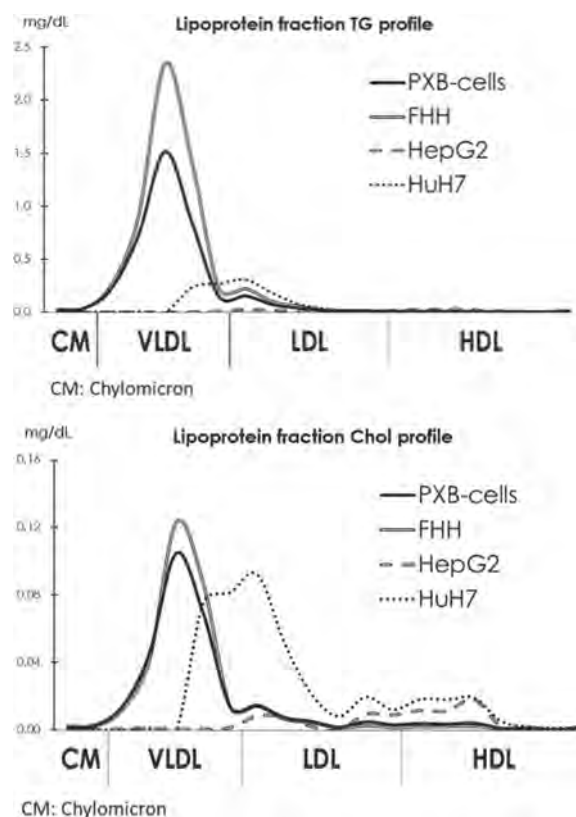 mg/dL
Lipoprotein fraction TG profile
2.5
2.0
1.5
1.0
0.5
0.0
PXB-cells
FHH
HepG2
HuH7
CM VLDL LDL HDL
CM: Chylomicron
mg/dL
Lipoprotein fraction Chol profile
0.16
0.12
0.08
0.04
0.00
PXB-cells
FHH
HepG2
HuH7
CM VLDL LDL HDL
CM: Chylomicron